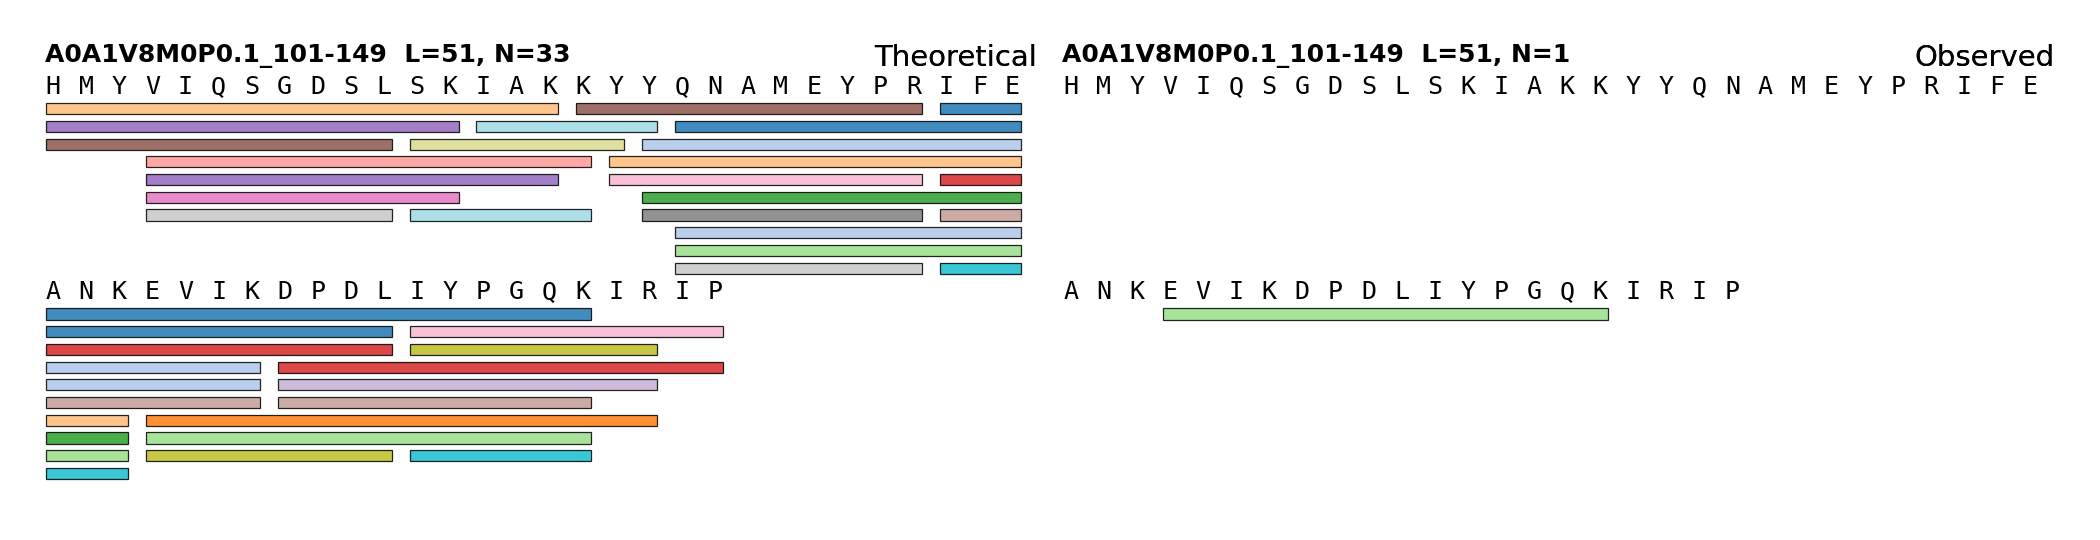 A0A1V8M0P0.1_101-149 L=51, N=33 Theoretical
H M Y V I Q S G D S L S K I A K K Y Y Q N A M E Y P R I F E
A N K E V I K D P D L I Y P G Q K I R I P
A0A1V8M0P0.1_101-149 L=51, N=1 Observed
H M Y V I Q S G D S L S K I A K K Y Y Q N A M E Y P R I F E
A N K E V I K D P D L I Y P G Q K I R I P